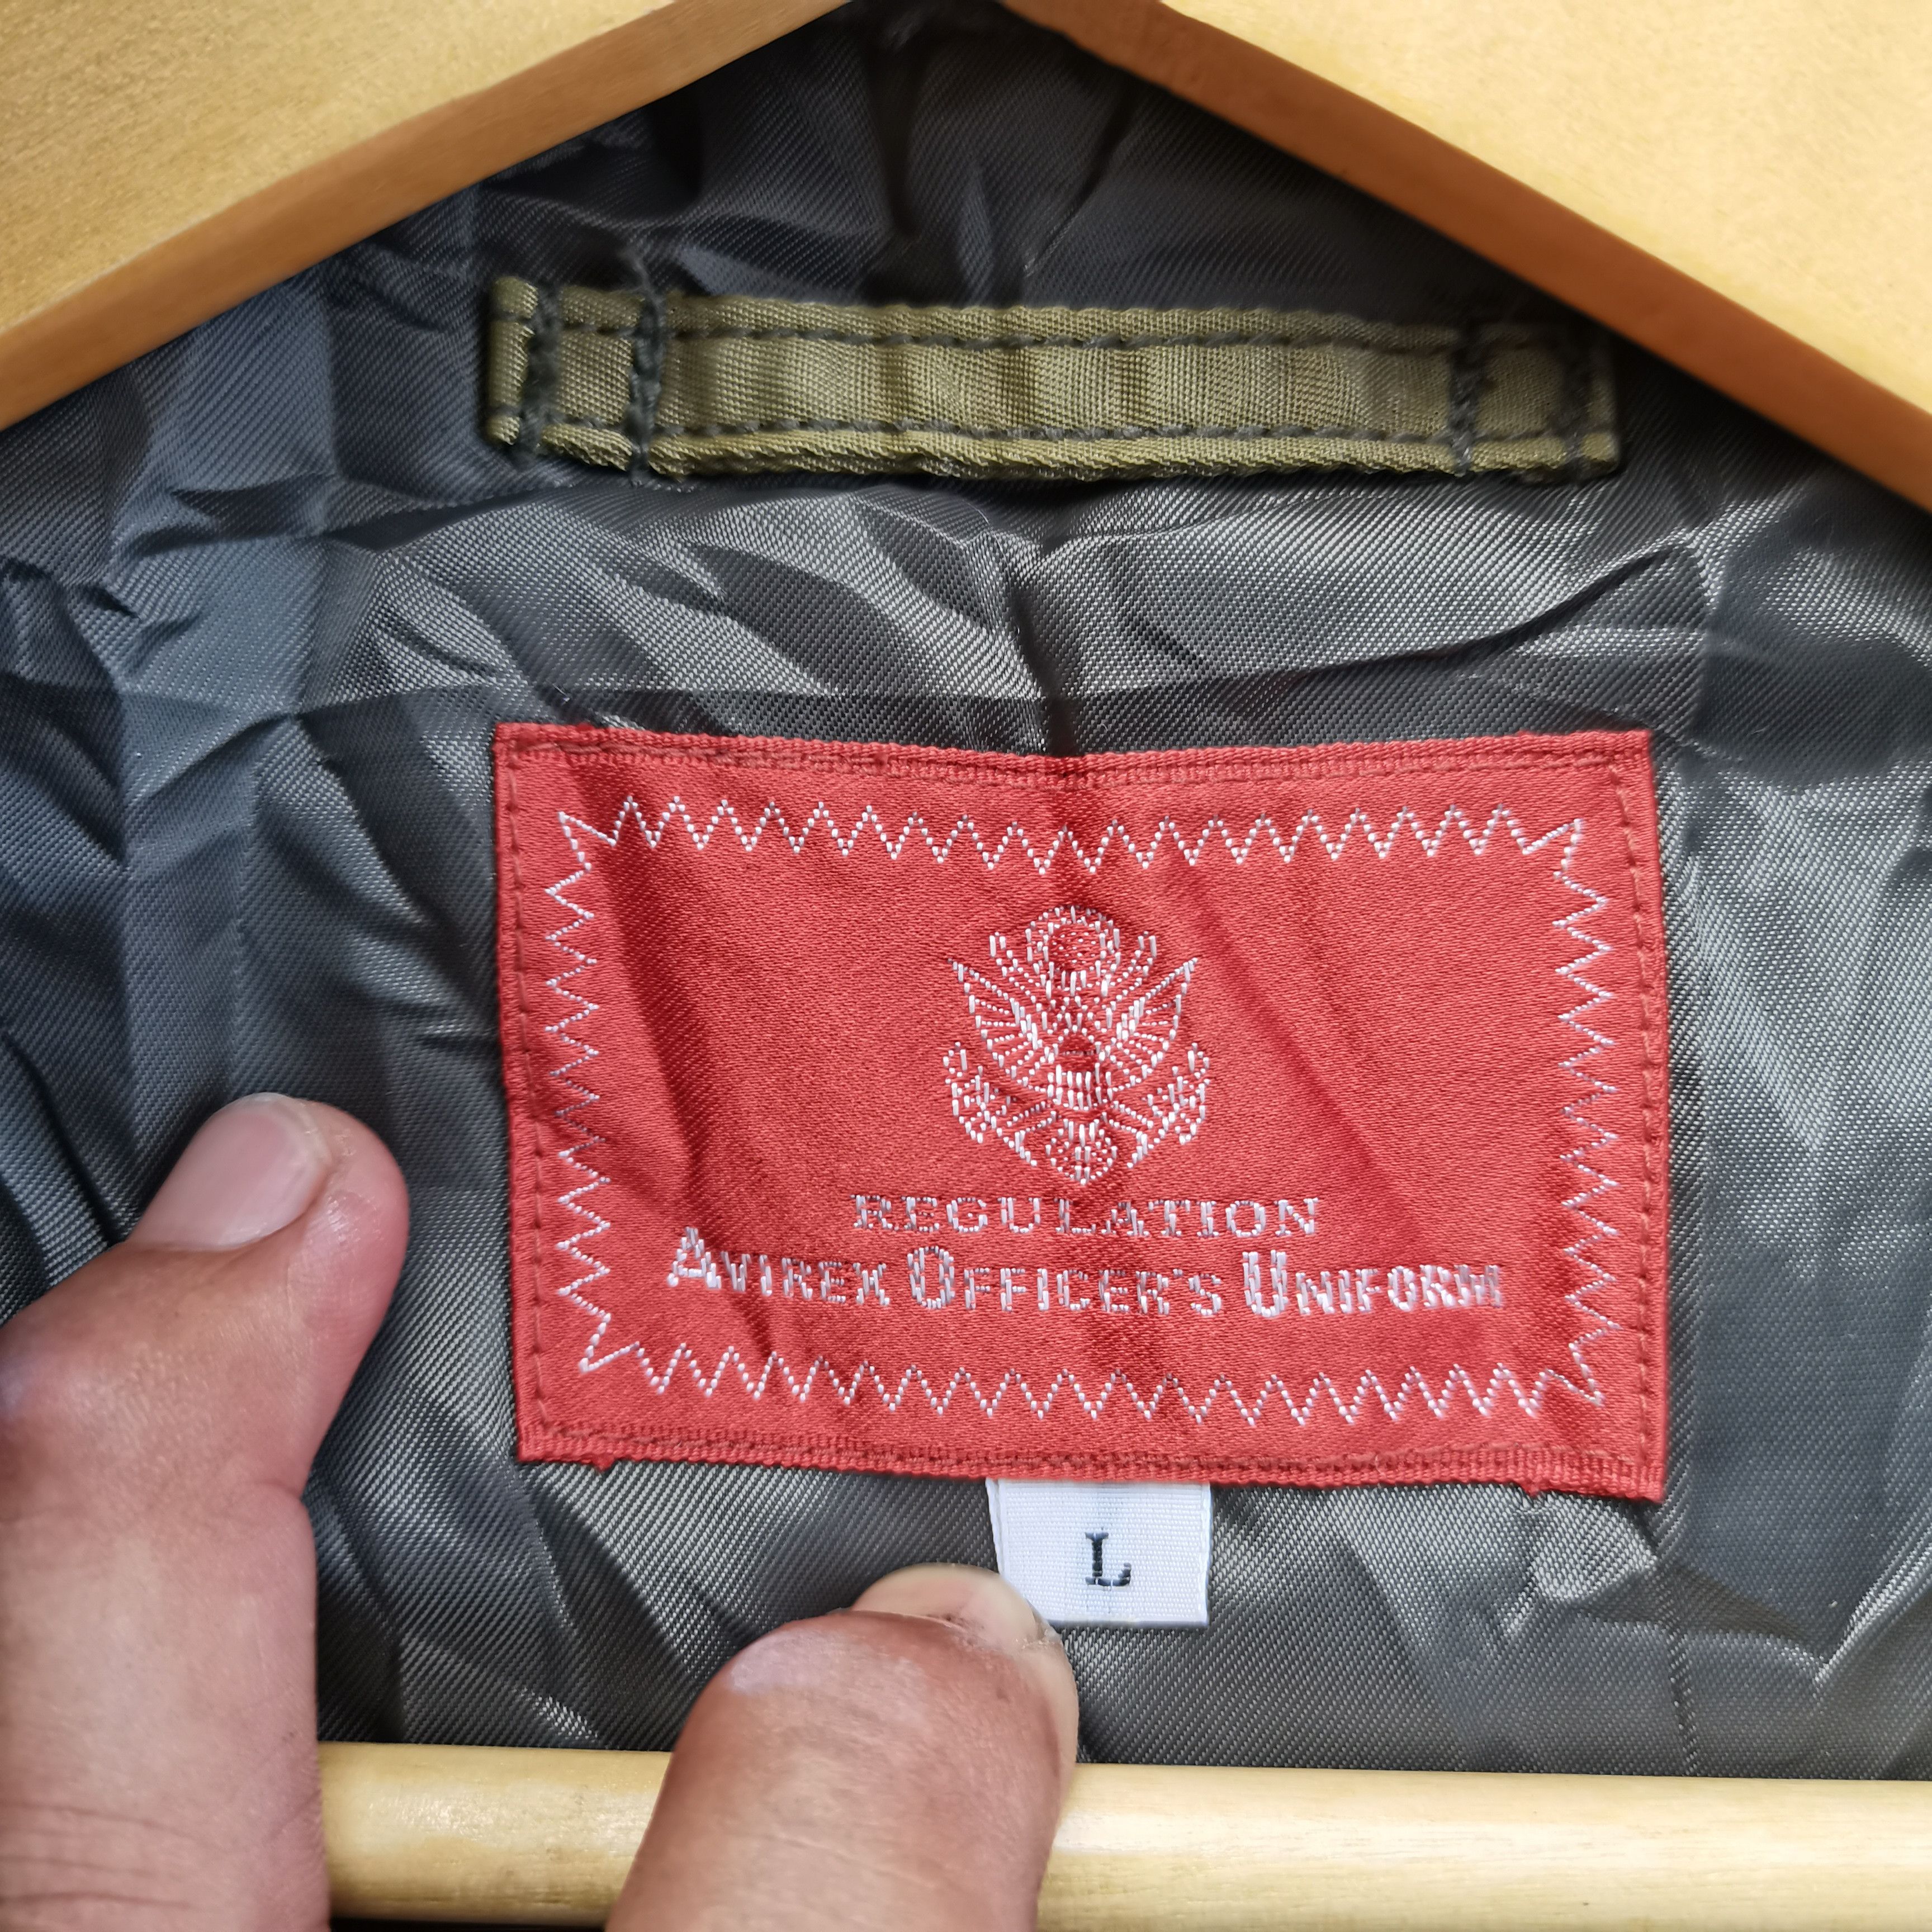 REGULATION
AVIREX OFFICER'S UNIFORM
L